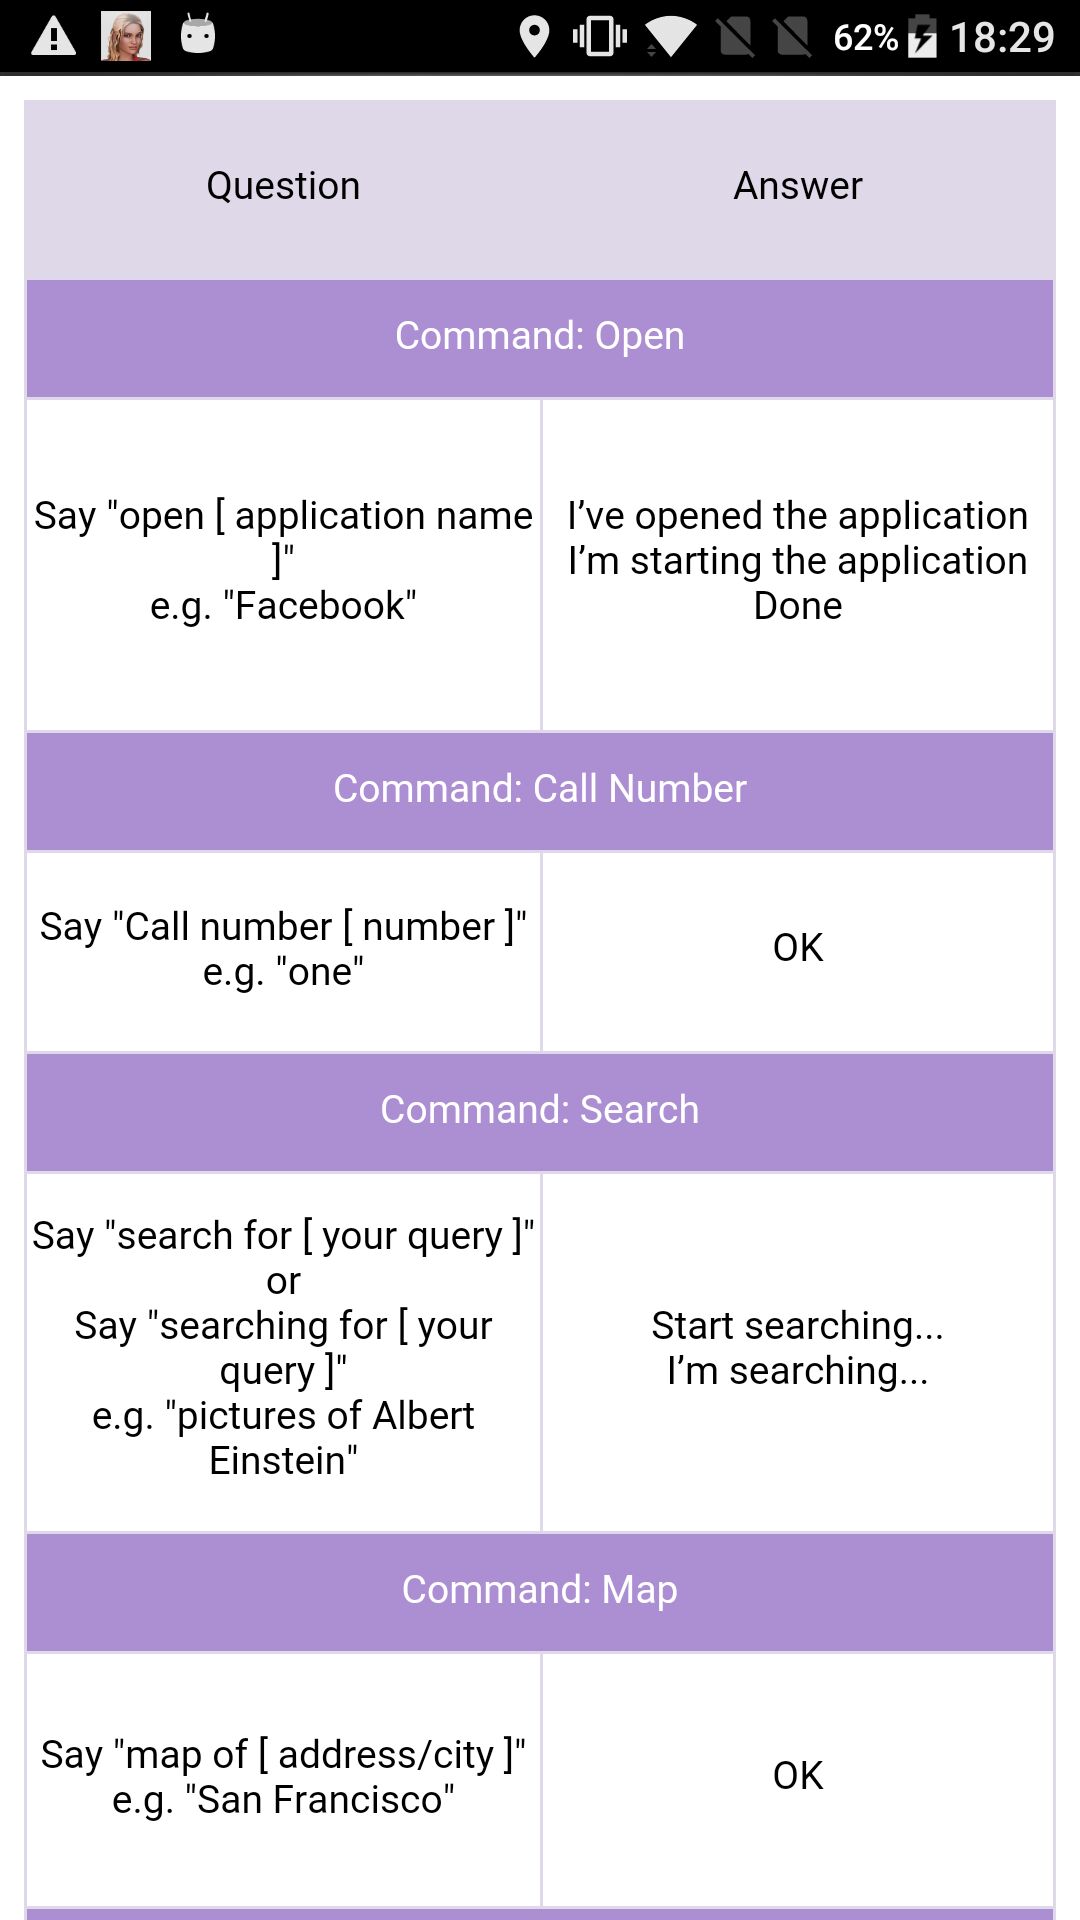 62% 18:29
Question Answer
Command: Open
Say "open [ application name
]"
e.g. "Facebook"
I’ve opened the application
I’m starting the application
Done
Command: Call Number
Say "Call number [ number ]"
e.g. "one"
OK
Command: Search
Say "search for [ your query ]"
or
Say "searching for [ your
query ]"
e.g. "pictures of Albert
Einstein"
Start searching...
I’m searching...
Command: Map
Say "map of [ address/city ]"
e.g. "San Francisco"
OK